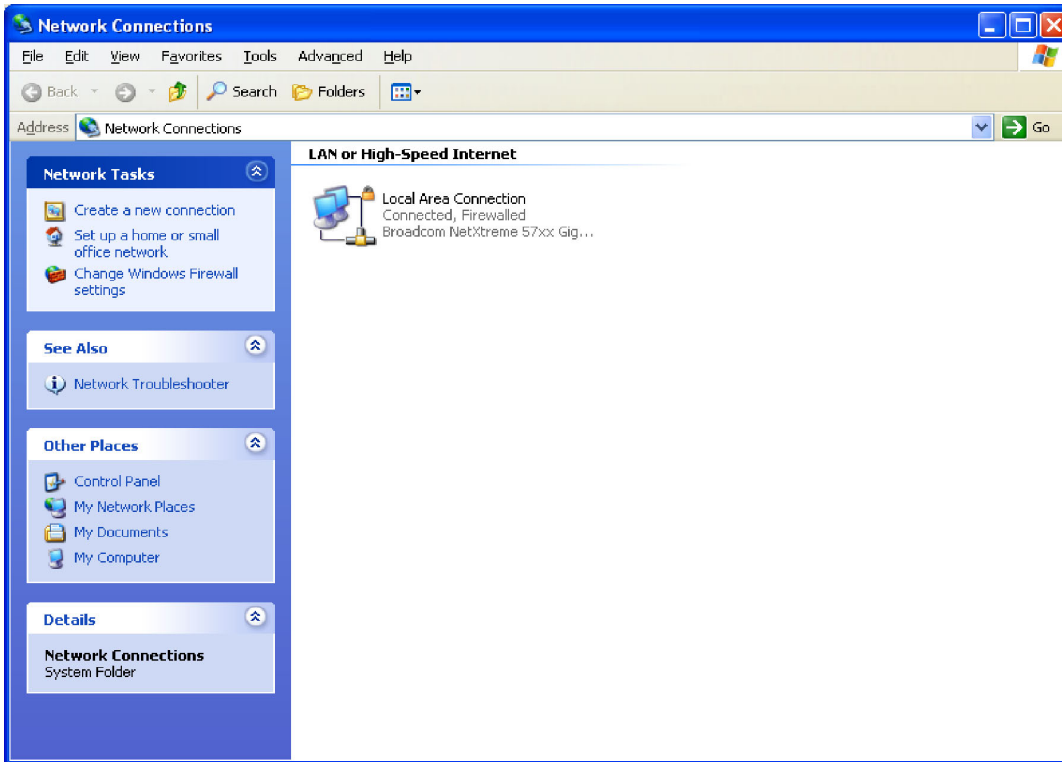 Network Connections
File Edit View Favorites Tools Advanced Help
Back Search Folders
Address Network Connections Go
Network Tasks
Create a new connection
Set up a home or small
office network
Change Windows Firewall
settings
See Also
Network Troubleshooter
Other Places
Control Panel
My Network Places
My Documents
My Computer
Details
Network Connections
System Folder
LAN or High-Speed Internet
Local Area Connection
Connected, Firewalled
Broadcom NetXtreme 57xx Gig...